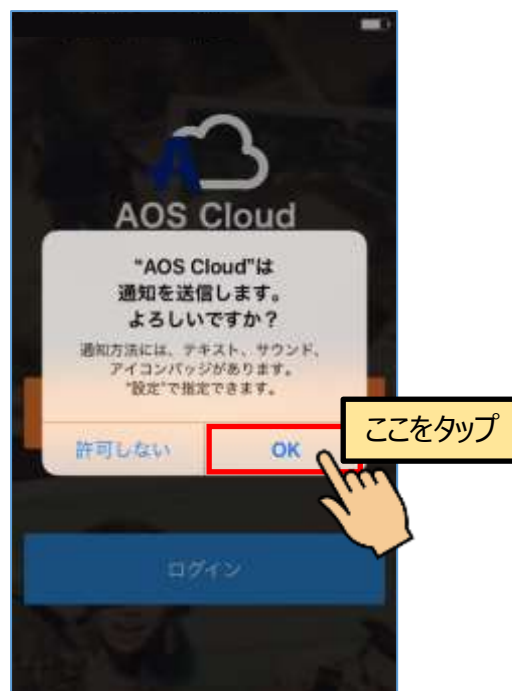 AOS Cloud
"AOS Cloud"は
通知を送信します。
よろしいですか?
通知方法には、テキスト、サウンド、
アイコンバッジがあります。
"設定"で指定できます。
許可しない
OK
ここをタップ
ログイン